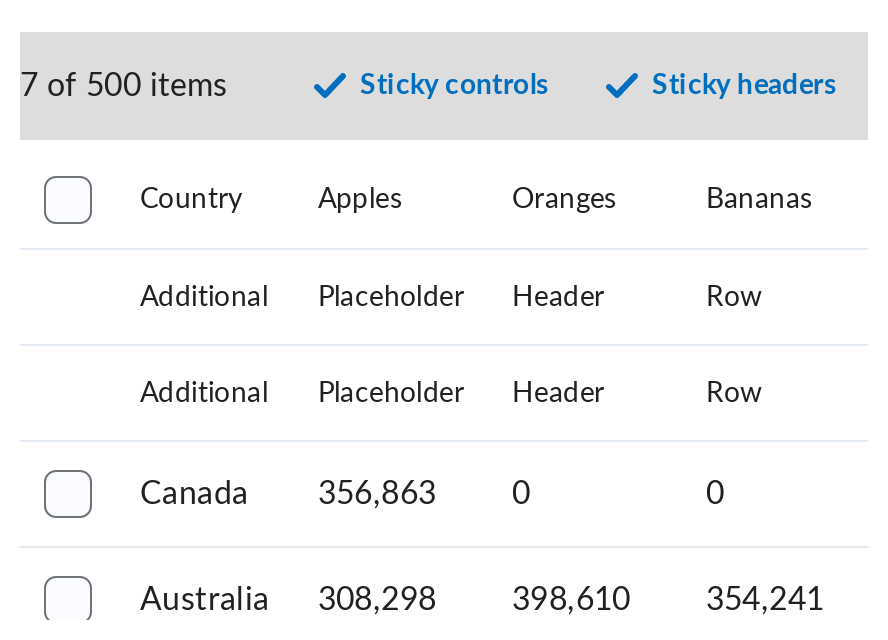 7 of 500 items Sticky controls Sticky headers
Country Apples Oranges Bananas
Additional Placeholder Header Row
Additional Placeholder Header Row
Canada 356,863 0 0
Australia 308,298 398,610 354,241